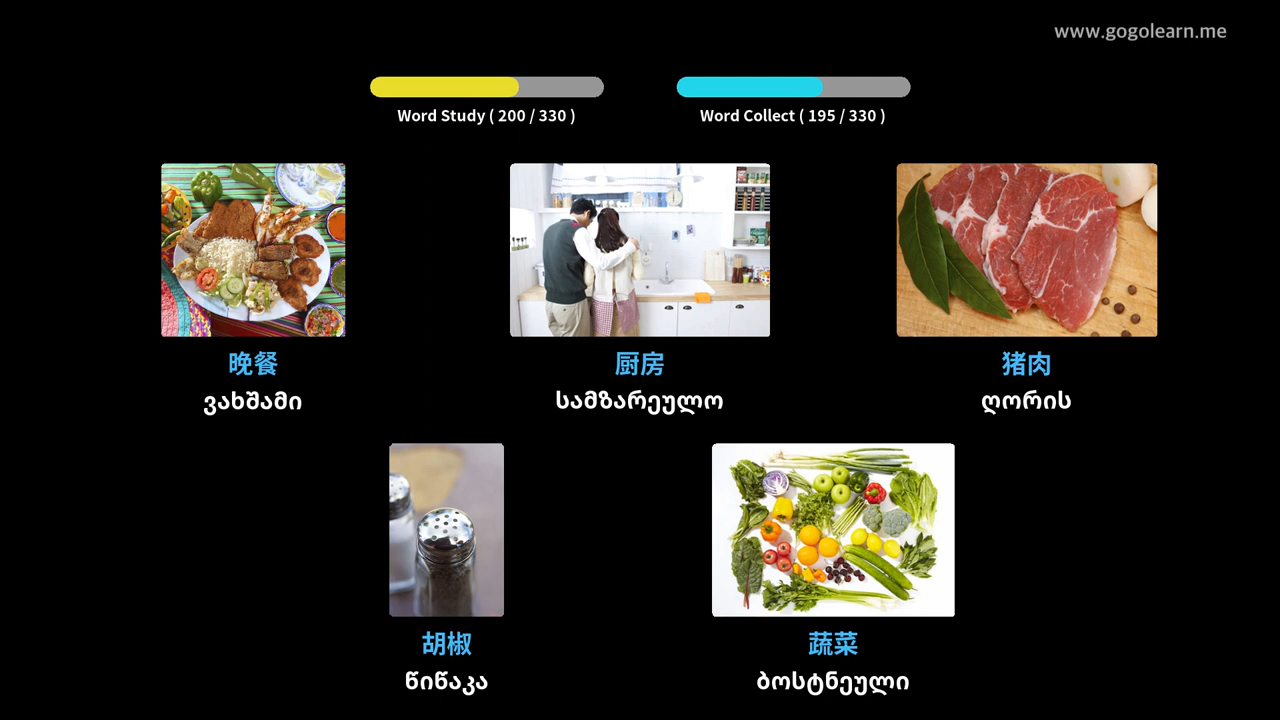 www.gogolearn.me
Word Study ( 200 / 330 )
Word Collect ( 195 / 330 )
晚餐
ვახშამი
厨房
სამზარეულო
猪肉
ღორის
胡椒
წიწაკა
蔬菜
ბოსტნეული